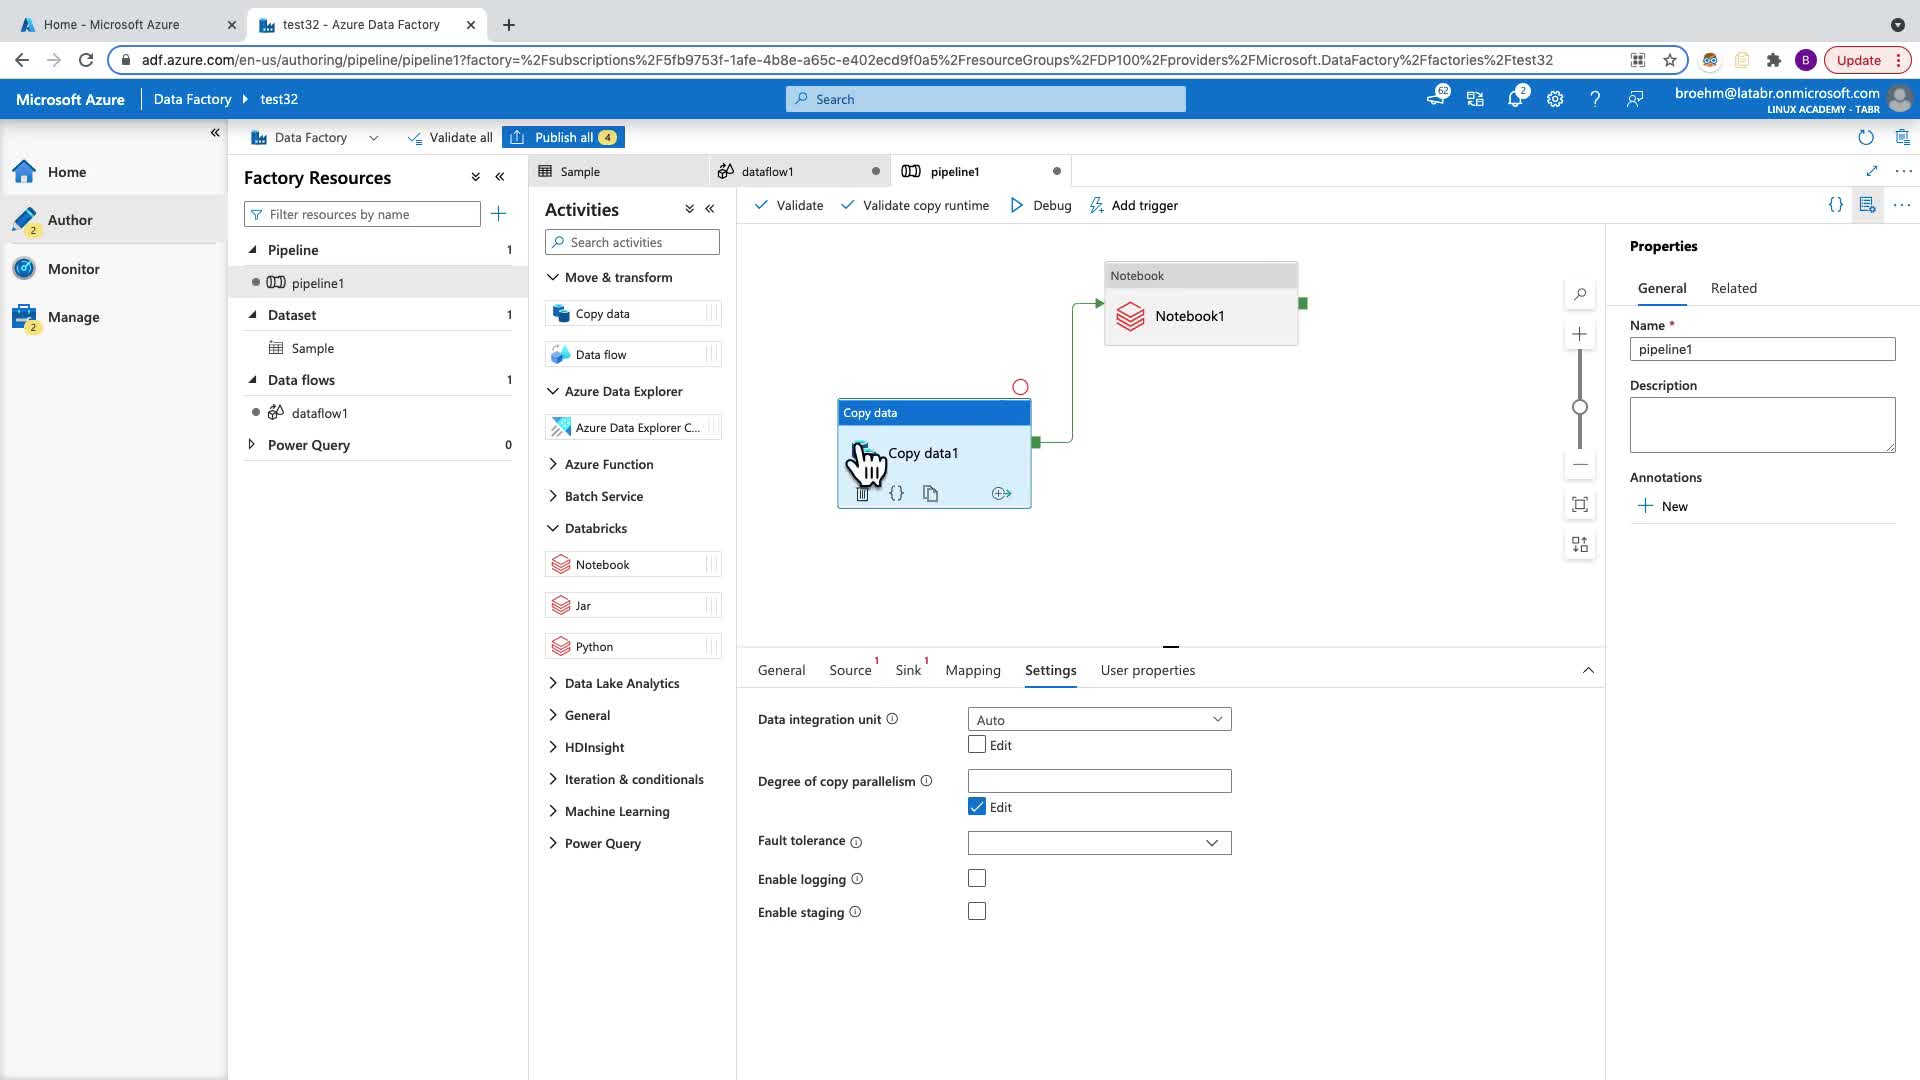 Home - Microsoft Azure
test32 - Azure Data Factory
adf.azure.com/en-us/authoring/pipeline/pipeline1?factory=%2Fsubscriptions%2F5fb9753f-1afe-4b8e-a65c-e402ecd9f0a5%2FresourceGroups%2FDP100%2Fproviders%2FMicrosoft.DataFactory%2Ffactories%2Ftest32
B
Update
Microsoft Azure
Data Factory
test32
Search
62
2
broehm@latabr.onmicrosoft.com
LINUX ACADEMY - TABR
Data Factory
Validate all
Publish all
4
Home
Author
2
Monitor
Manage
2
Factory Resources
Filter resources by name
Pipeline
1
pipeline1
Dataset
1
Sample
Data flows
1
dataflow1
Power Query
0
Sample
dataflow1
pipeline1
Activities
Search activities
Move & transform
Copy data
Data flow
Azure Data Explorer
Azure Data Explorer C...
Azure Function
Batch Service
Databricks
Notebook
Jar
Python
Data Lake Analytics
General
HDInsight
Iteration & conditionals
Machine Learning
Power Query
Validate
Validate copy runtime
Debug
Add trigger
{}
Notebook
Notebook1
Copy data
Copy data1
{}
Properties
General
Related
Name *
pipeline1
Description
Annotations
New
General
Source 1
Sink 1
Mapping
Settings
User properties
Data integration unit
Auto
Edit
Degree of copy parallelism
Edit
Fault tolerance
Enable logging
Enable staging